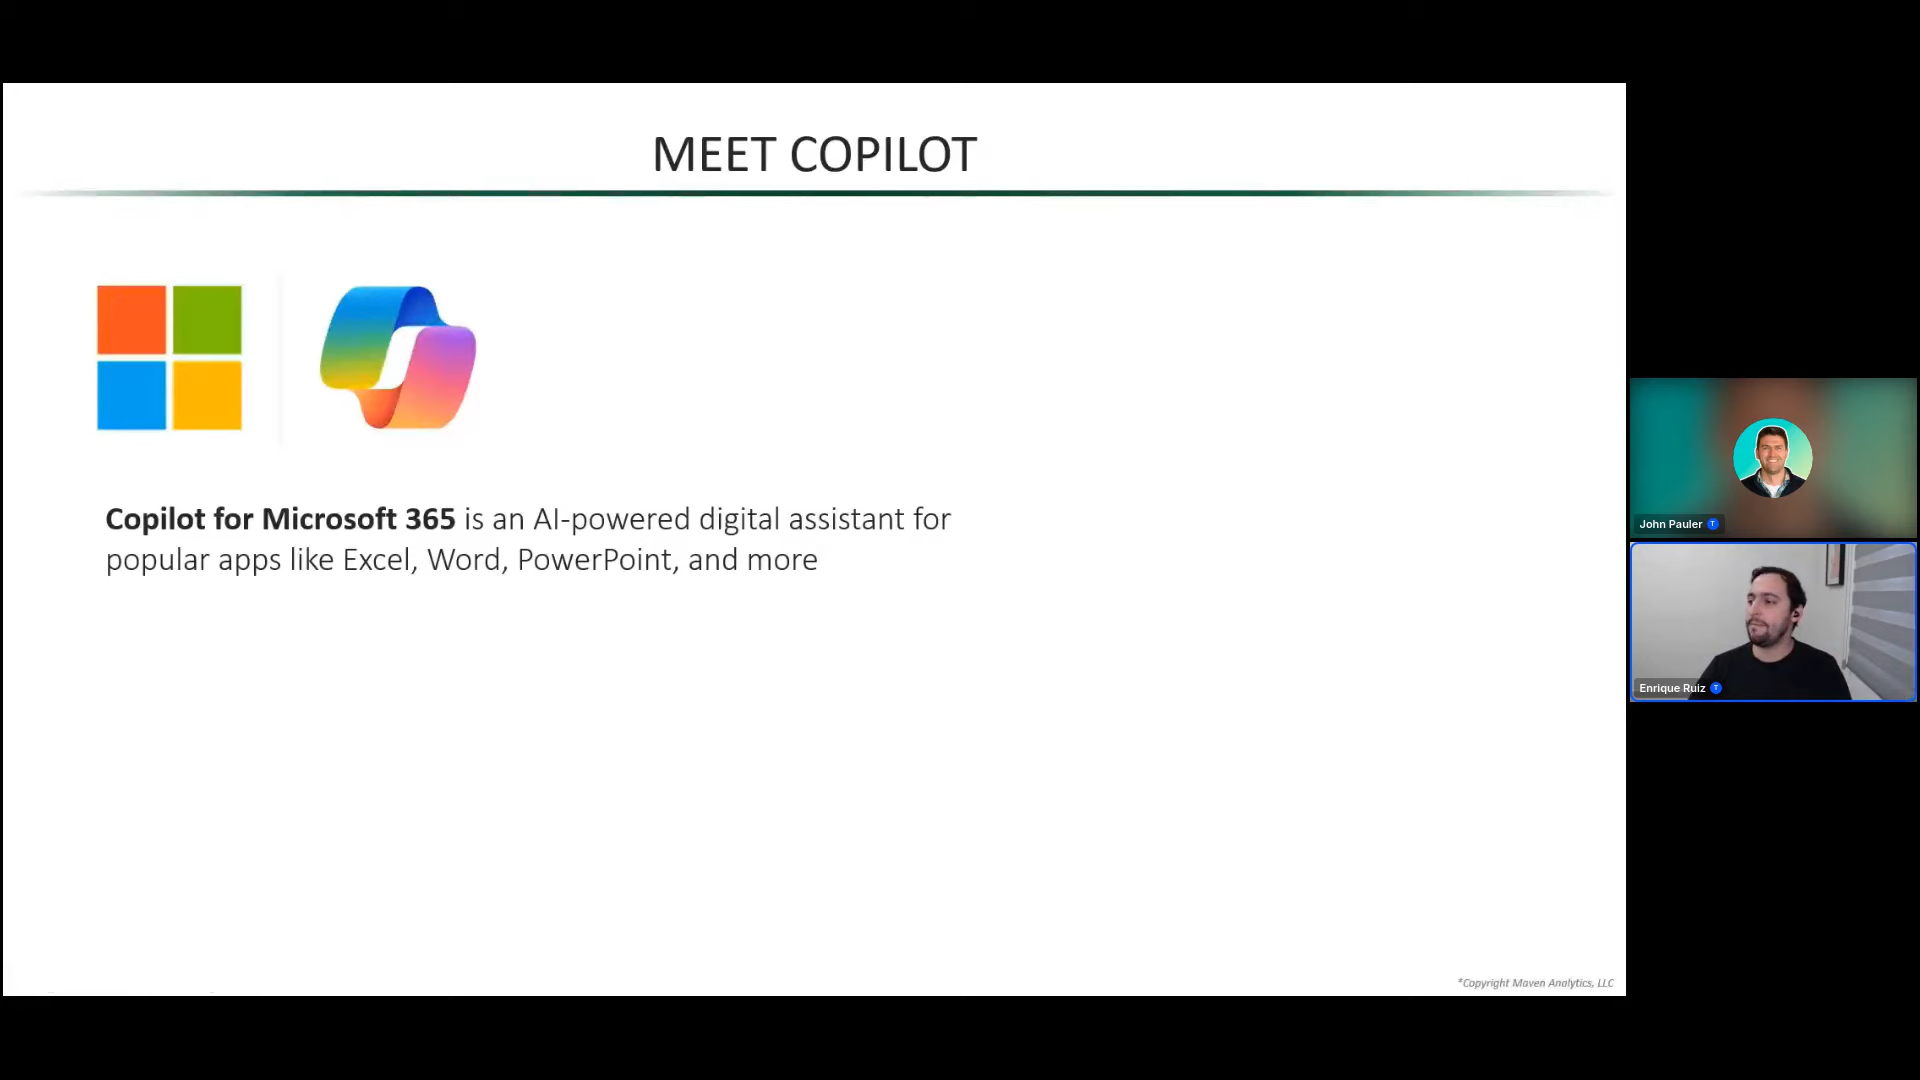 MEET COPILOT
Copilot for Microsoft 365 is an AI-powered digital assistant for
popular apps like Excel, Word, PowerPoint, and more
John Pauler T
Enrique Ruiz T
*Copyright Maven Analytics, LLC